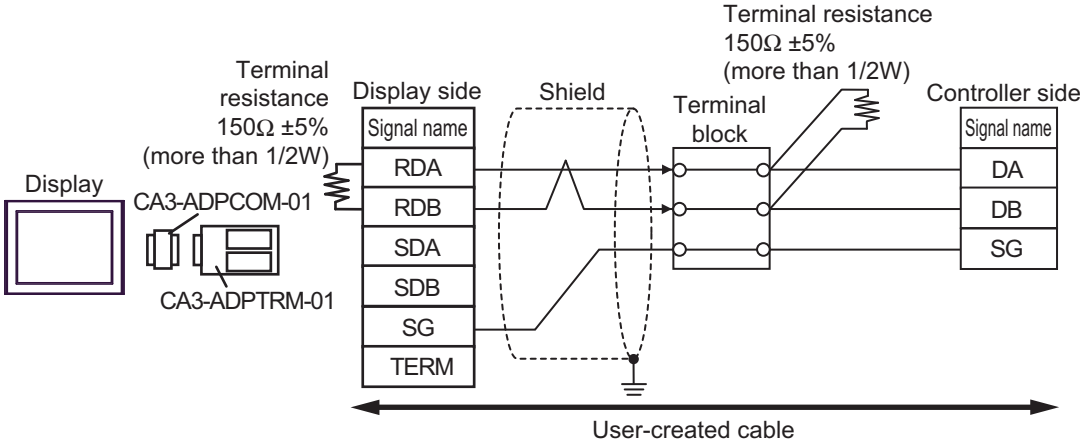 Terminal resistance
150Ω ±5%
(more than 1/2W)
Terminal
resistance
150Ω ±5%
(more than 1/2W)
Display side
Shield
Terminal
block
Controller side
Signal name
Signal name
RDA
DA
RDB
DB
SDA
SG
SDB
SG
TERM
Display
CA3-ADPCOM-01
CA3-ADPTRM-01
User-created cable